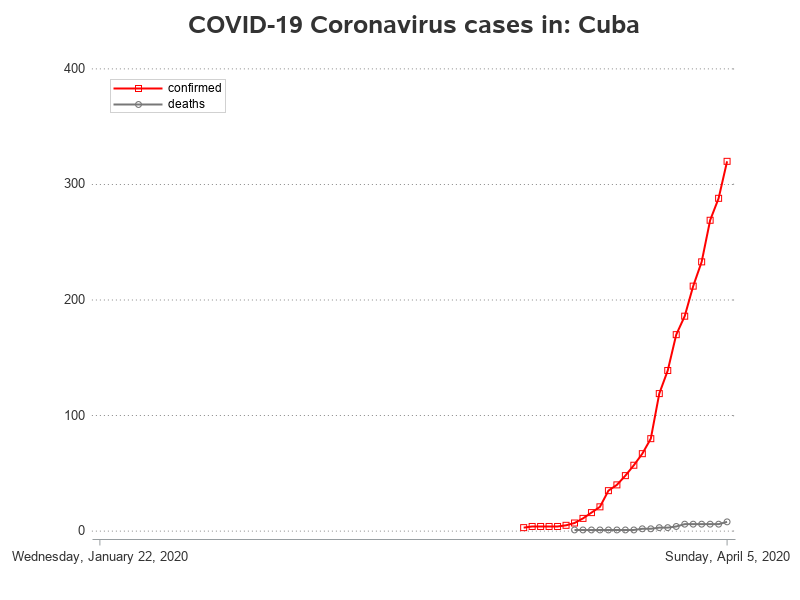 COVID-19 Coronavirus cases in: Cuba
400
confirmed
deaths
300
200
100
0
Wednesday, January 22, 2020
Sunday, April 5, 2020